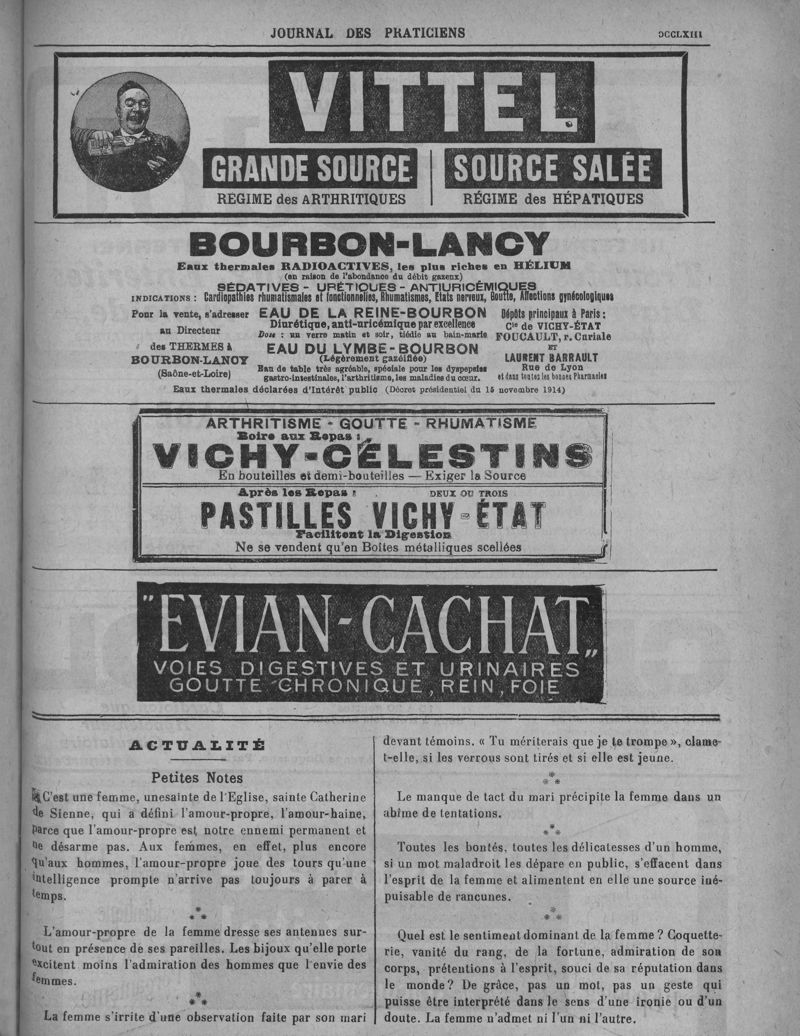 JOURNAL DES PRATICIENS
DCCLXIII
VITTEL
GRANDE SOURCE
REGIME des ARTHRITIQUES
SOURCE SALÉE
RÉGIME des HÉPATIQUES
BOURBON-LANCY
Eaux thermales RADIOACTIVES, les plus riches en HÉLIUM
(en raison de l'abondance du débit gazeux)
SÉDATIVES - URÉTIQUES - ANTIURICÉMIQUES
INDICATIONS : Cardiopathies rhumatismales et fonctionnelles, Rhumatismes, Etats nerveux, Goutte, Affections gynécologiques
Pour la vente, s'adresser
au Directeur
des THERMES à
BOURBON-LANCY
(Saône-et-Loire)
EAU DE LA REINE-BOURBON
Diurétique, anti-uricémique par excellence
Dose : un verre matin et soir, tiédie au bain-marie
EAU DU LYMBE-BOURBON
(Légèrement gazéifiée)
Eau de table très agréable, spéciale pour les dyspepsies
gastro-intestinales, l'arthritisme, les maladies du cœur.
Dépôts principaux à Paris :
Cie de VICHY-ÉTAT
FOUCAULT, r. Curiale
ET
LAURENT BARRAULT
Rue de Lyon
et dans toutes les bonnes Pharmacies
Eaux thermales déclarées d'Intérêt public (Décret présidentiel du 15 novembre 1914)
ARTHRITISME - GOUTTE - RHUMATISME
Boire aux Repas :
VICHY-CÉLESTINS
En bouteilles et demi-bouteilles — Exiger la Source
Après les Repas : DEUX OU TROIS
PASTILLES VICHY-ÉTAT
Facilitent la Digestion
Ne se vendent qu'en Boîtes métalliques scellées
"EVIAN-CACHAT"
VOIES DIGESTIVES ET URINAIRES
GOUTTE CHRONIQUE, REIN, FOIE
ACTUALITÉ
Petites Notes
C'est une femme, unesainte de l'Eglise, sainte Catherine
de Sienne, qui a défini l'amour-propre, l'amour-haine,
parce que l'amour-propre est notre ennemi permanent et
ne désarme pas. Aux femmes, en effet, plus encore
qu'aux hommes, l'amour-propre joue des tours qu'une
intelligence prompte n'arrive pas toujours à parer à
temps.
* * *
L'amour-propre de la femme dresse ses antennes sur-
tout en présence de ses pareilles. Les bijoux qu'elle porte
excitent moins l'admiration des hommes que l'envie des
femmes.
* * *
La femme s'irrite d'une observation faite par son mari
devant témoins. « Tu mériterais que je te trompe », clame-
t-elle, si les verrous sont tirés et si elle est jeune.
* * *
Le manque de tact du mari précipite la femme dans un
abîme de tentations.
* * *
Toutes les bontés, toutes les délicatesses d'un homme,
si un mot maladroit les dépare en public, s'effacent dans
l'esprit de la femme et alimentent en elle une source iné-
puisable de rancunes.
* * *
Quel est le sentiment dominant de la femme ? Coquette-
rie, vanité du rang, de la fortune, admiration de son
corps, prétentions à l'esprit, souci de sa réputation dans
le monde ? De grâce, pas un mot, pas un geste qui
puisse être interprété dans le sens d'une ironie ou d'un
doute. La femme n'admet ni l'un ni l'autre.